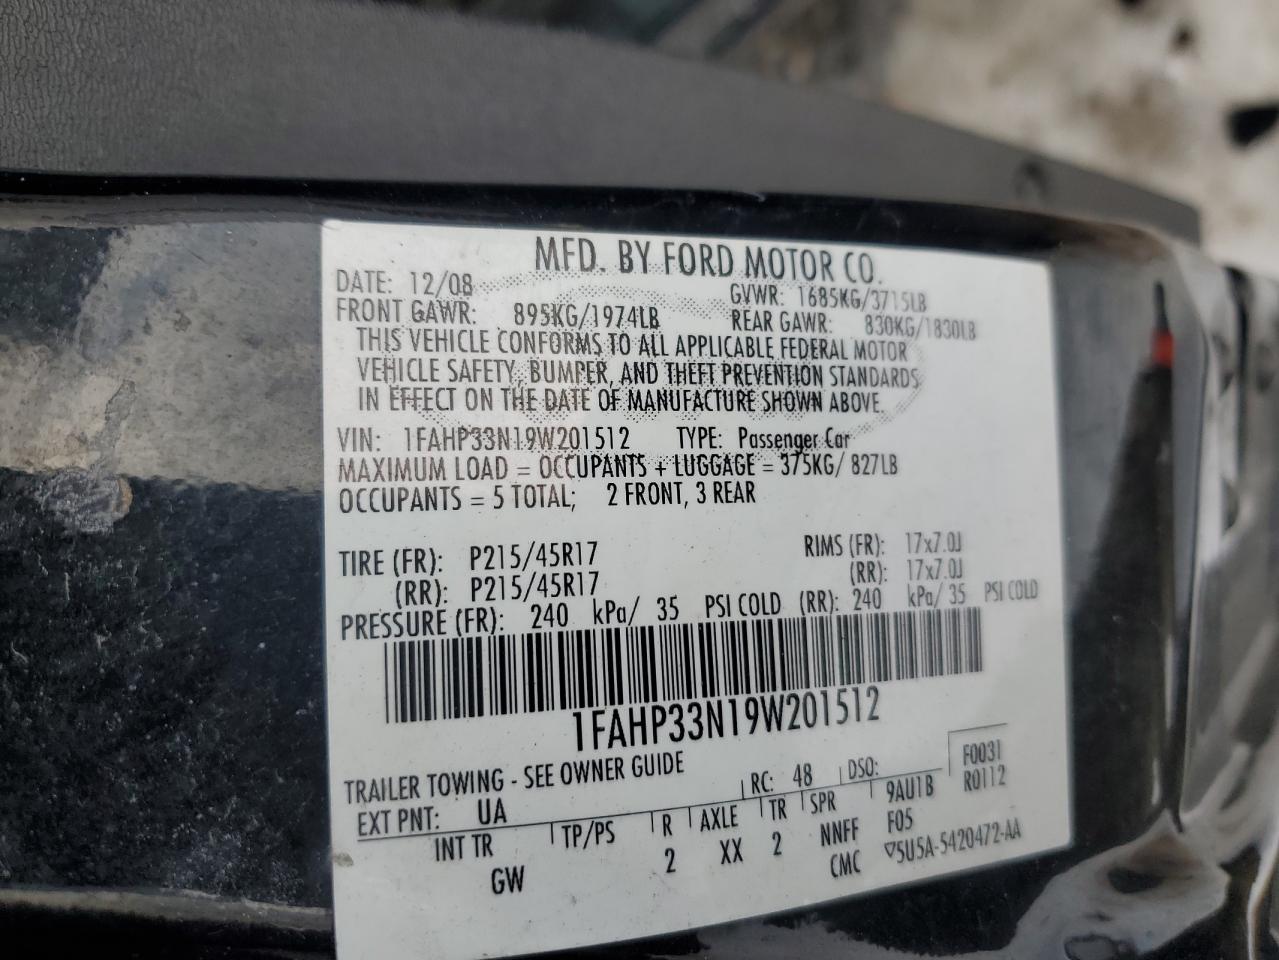 MFD. BY FORD MOTOR CO.
DATE: 12/08 GVWR: 1685KG/3715LB
FRONT GAWR: 895KG/1974LB REAR GAWR: 830KG/1830LB
THIS VEHICLE CONFORMS TO ALL APPLICABLE FEDERAL MOTOR
VEHICLE SAFETY, BUMPER, AND THEFT PREVENTION STANDARDS
IN EFFECT ON THE DATE OF MANUFACTURE SHOWN ABOVE.
VIN: 1FAHP33N19W201512 TYPE: Passenger Car
MAXIMUM LOAD = OCCUPANTS + LUGGAGE = 375KG/ 827LB
OCCUPANTS = 5 TOTAL; 2 FRONT, 3 REAR
TIRE (FR): P215/45R17 RIMS (FR): 17x7.0J
(RR): P215/45R17 (RR): 17x7.0J
PRESSURE (FR): 240 kPa/ 35 PSI COLD (RR): 240 kPa/ 35 PSI COLD
1FAHP33N19W201512
TRAILER TOWING - SEE OWNER GUIDE
EXT PNT: UA RC: 48 DSO: F0031
R0112
INT TR TP/PS R AXLE TR SPR 9AU1B
GW 2 XX 2 NNFF F05
CMC 5U5A-5420472-AA